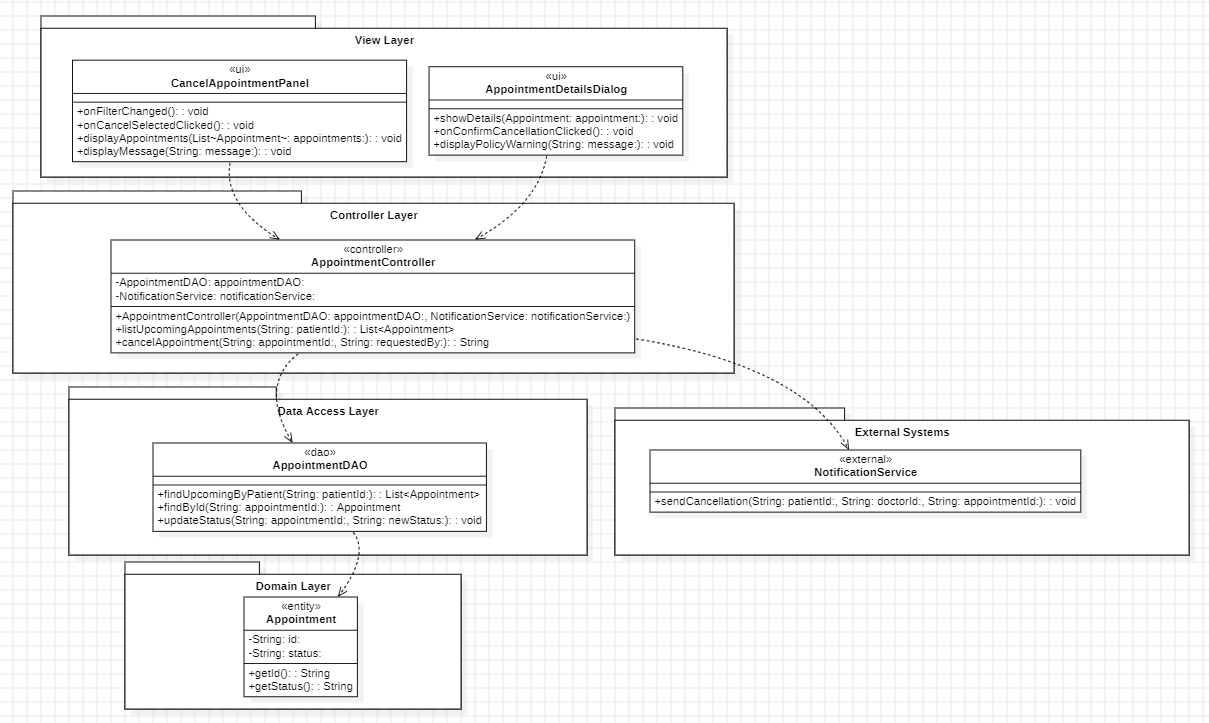 View Layer
«ui»
CancelAppointmentPanel
+onFilterChanged(): : void
+onCancelSelectedClicked(): : void
+displayAppointments(List~Appointment~: appointments:): : void
+displayMessage(String: message:): : void
«ui»
AppointmentDetailsDialog
+showDetails(Appointment: appointment:): : void
+onConfirmCancellationClicked(): : void
+displayPolicyWarning(String: message:): : void
Controller Layer
«controller»
AppointmentController
-AppointmentDAO: appointmentDAO:
-NotificationService: notificationService:
+AppointmentController(AppointmentDAO: appointmentDAO:, NotificationService: notificationService:)
+listUpcomingAppointments(String: patientId:): : List<Appointment>
+cancelAppointment(String: appointmentId:, String: requestedBy:): : String
Data Access Layer
«dao»
AppointmentDAO
+findUpcomingByPatient(String: patientId:): : List<Appointment>
+findById(String: appointmentId:): : Appointment
+updateStatus(String: appointmentId:, String: newStatus:): : void
External Systems
«external»
NotificationService
+sendCancellation(String: patientId:, String: doctorId:, String: appointmentId:): : void
Domain Layer
«entity»
Appointment
-String: id:
-String: status:
+getId(): : String
+getStatus(): : String